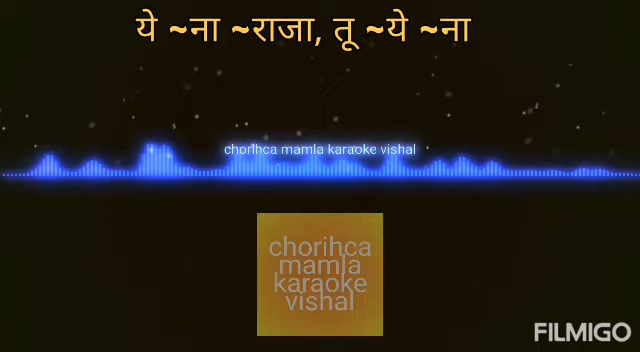 ये ~ना ~राजा, तू ~ये ~ना
chorihca mamla karaoke vishal
chorihca
mamla
karaoke
vishal
FILMIGO